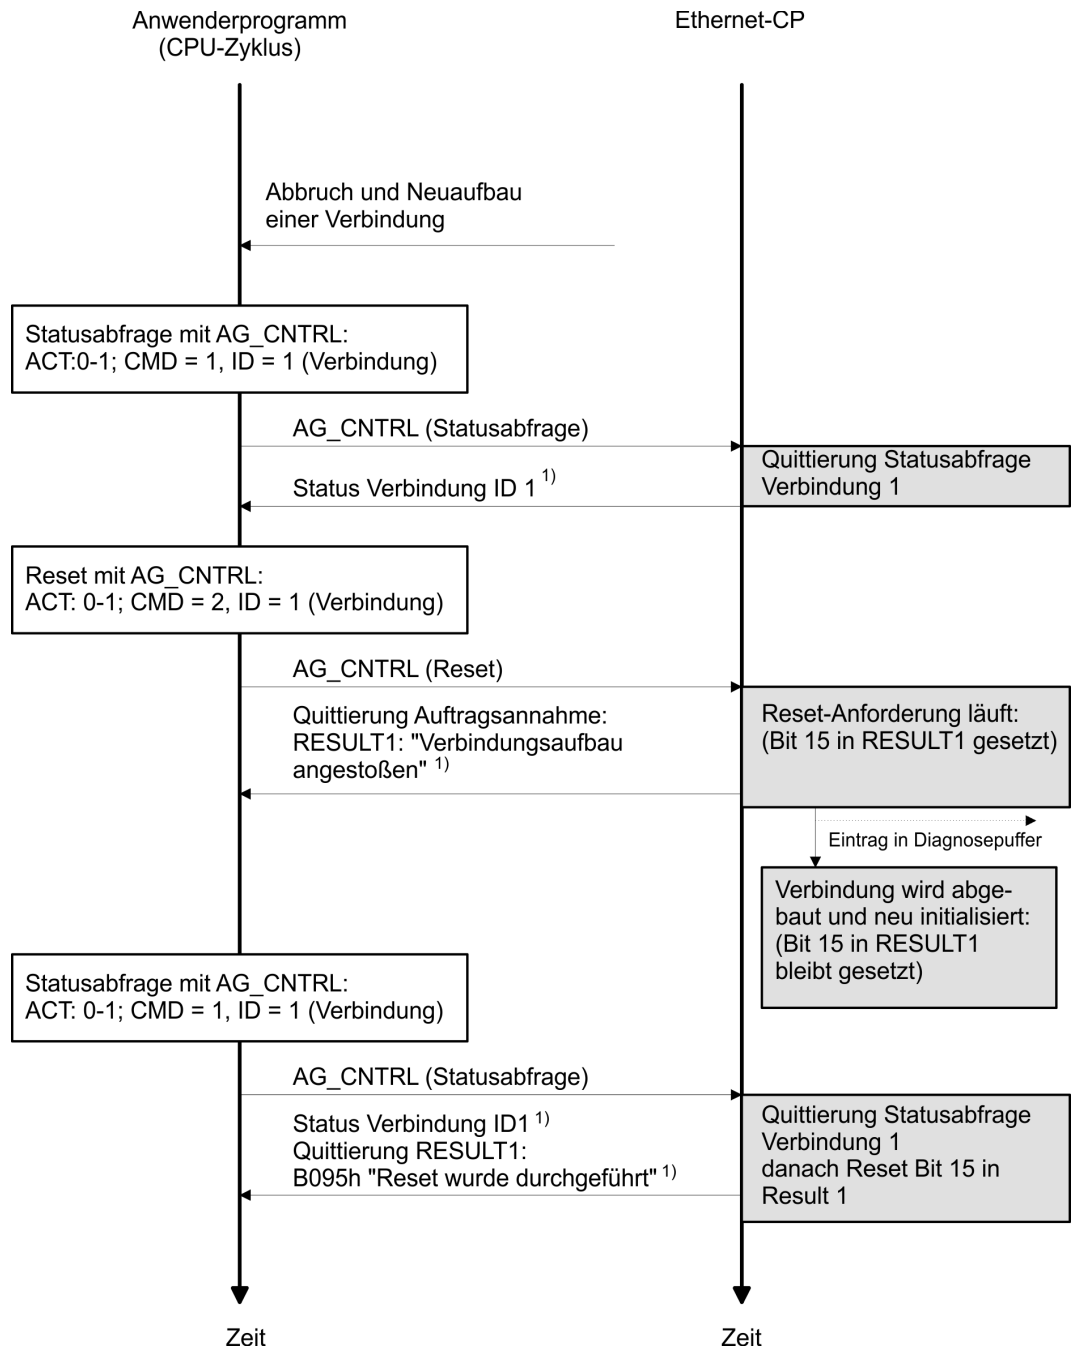 Anwenderprogramm
(CPU-Zyklus)
Ethernet-CP
Abbruch und Neuaufbau
einer Verbindung
Statusabfrage mit AG_CNTRL:
ACT:0-1; CMD = 1, ID = 1 (Verbindung)
AG_CNTRL (Statusabfrage)
Quittierung Statusabfrage
Verbindung 1
Status Verbindung ID 1 1)
Reset mit AG_CNTRL:
ACT: 0-1; CMD = 2, ID = 1 (Verbindung)
AG_CNTRL (Reset)
Quittierung Auftragsannahme:
RESULT1: "Verbindungsaufbau
angestoßen" 1)
Reset-Anforderung läuft:
(Bit 15 in RESULT1 gesetzt)
Eintrag in Diagnosepuffer
Verbindung wird abge-
baut und neu initialisiert:
(Bit 15 in RESULT1
bleibt gesetzt)
Statusabfrage mit AG_CNTRL:
ACT: 0-1; CMD = 1, ID = 1 (Verbindung)
AG_CNTRL (Statusabfrage)
Status Verbindung ID1 1)
Quittierung RESULT1:
B095h "Reset wurde durchgeführt" 1)
Quittierung Statusabfrage
Verbindung 1
danach Reset Bit 15 in
Result 1
Zeit
Zeit